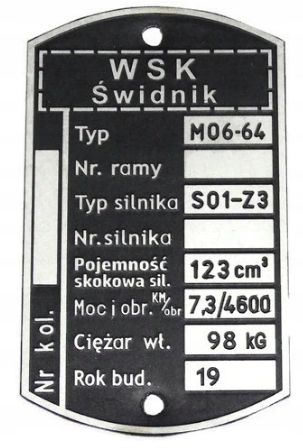 WSK
Świdnik
Typ M06-64
Nr. ramy
Typ silnika S01-Z3
Nr. silnika
Pojemność skokowa sil. 123 cm³
Moc j obr. KM/obr 7,3/4600
Ciężar wł. 98 kG
Rok bud. 19
Nr kol.